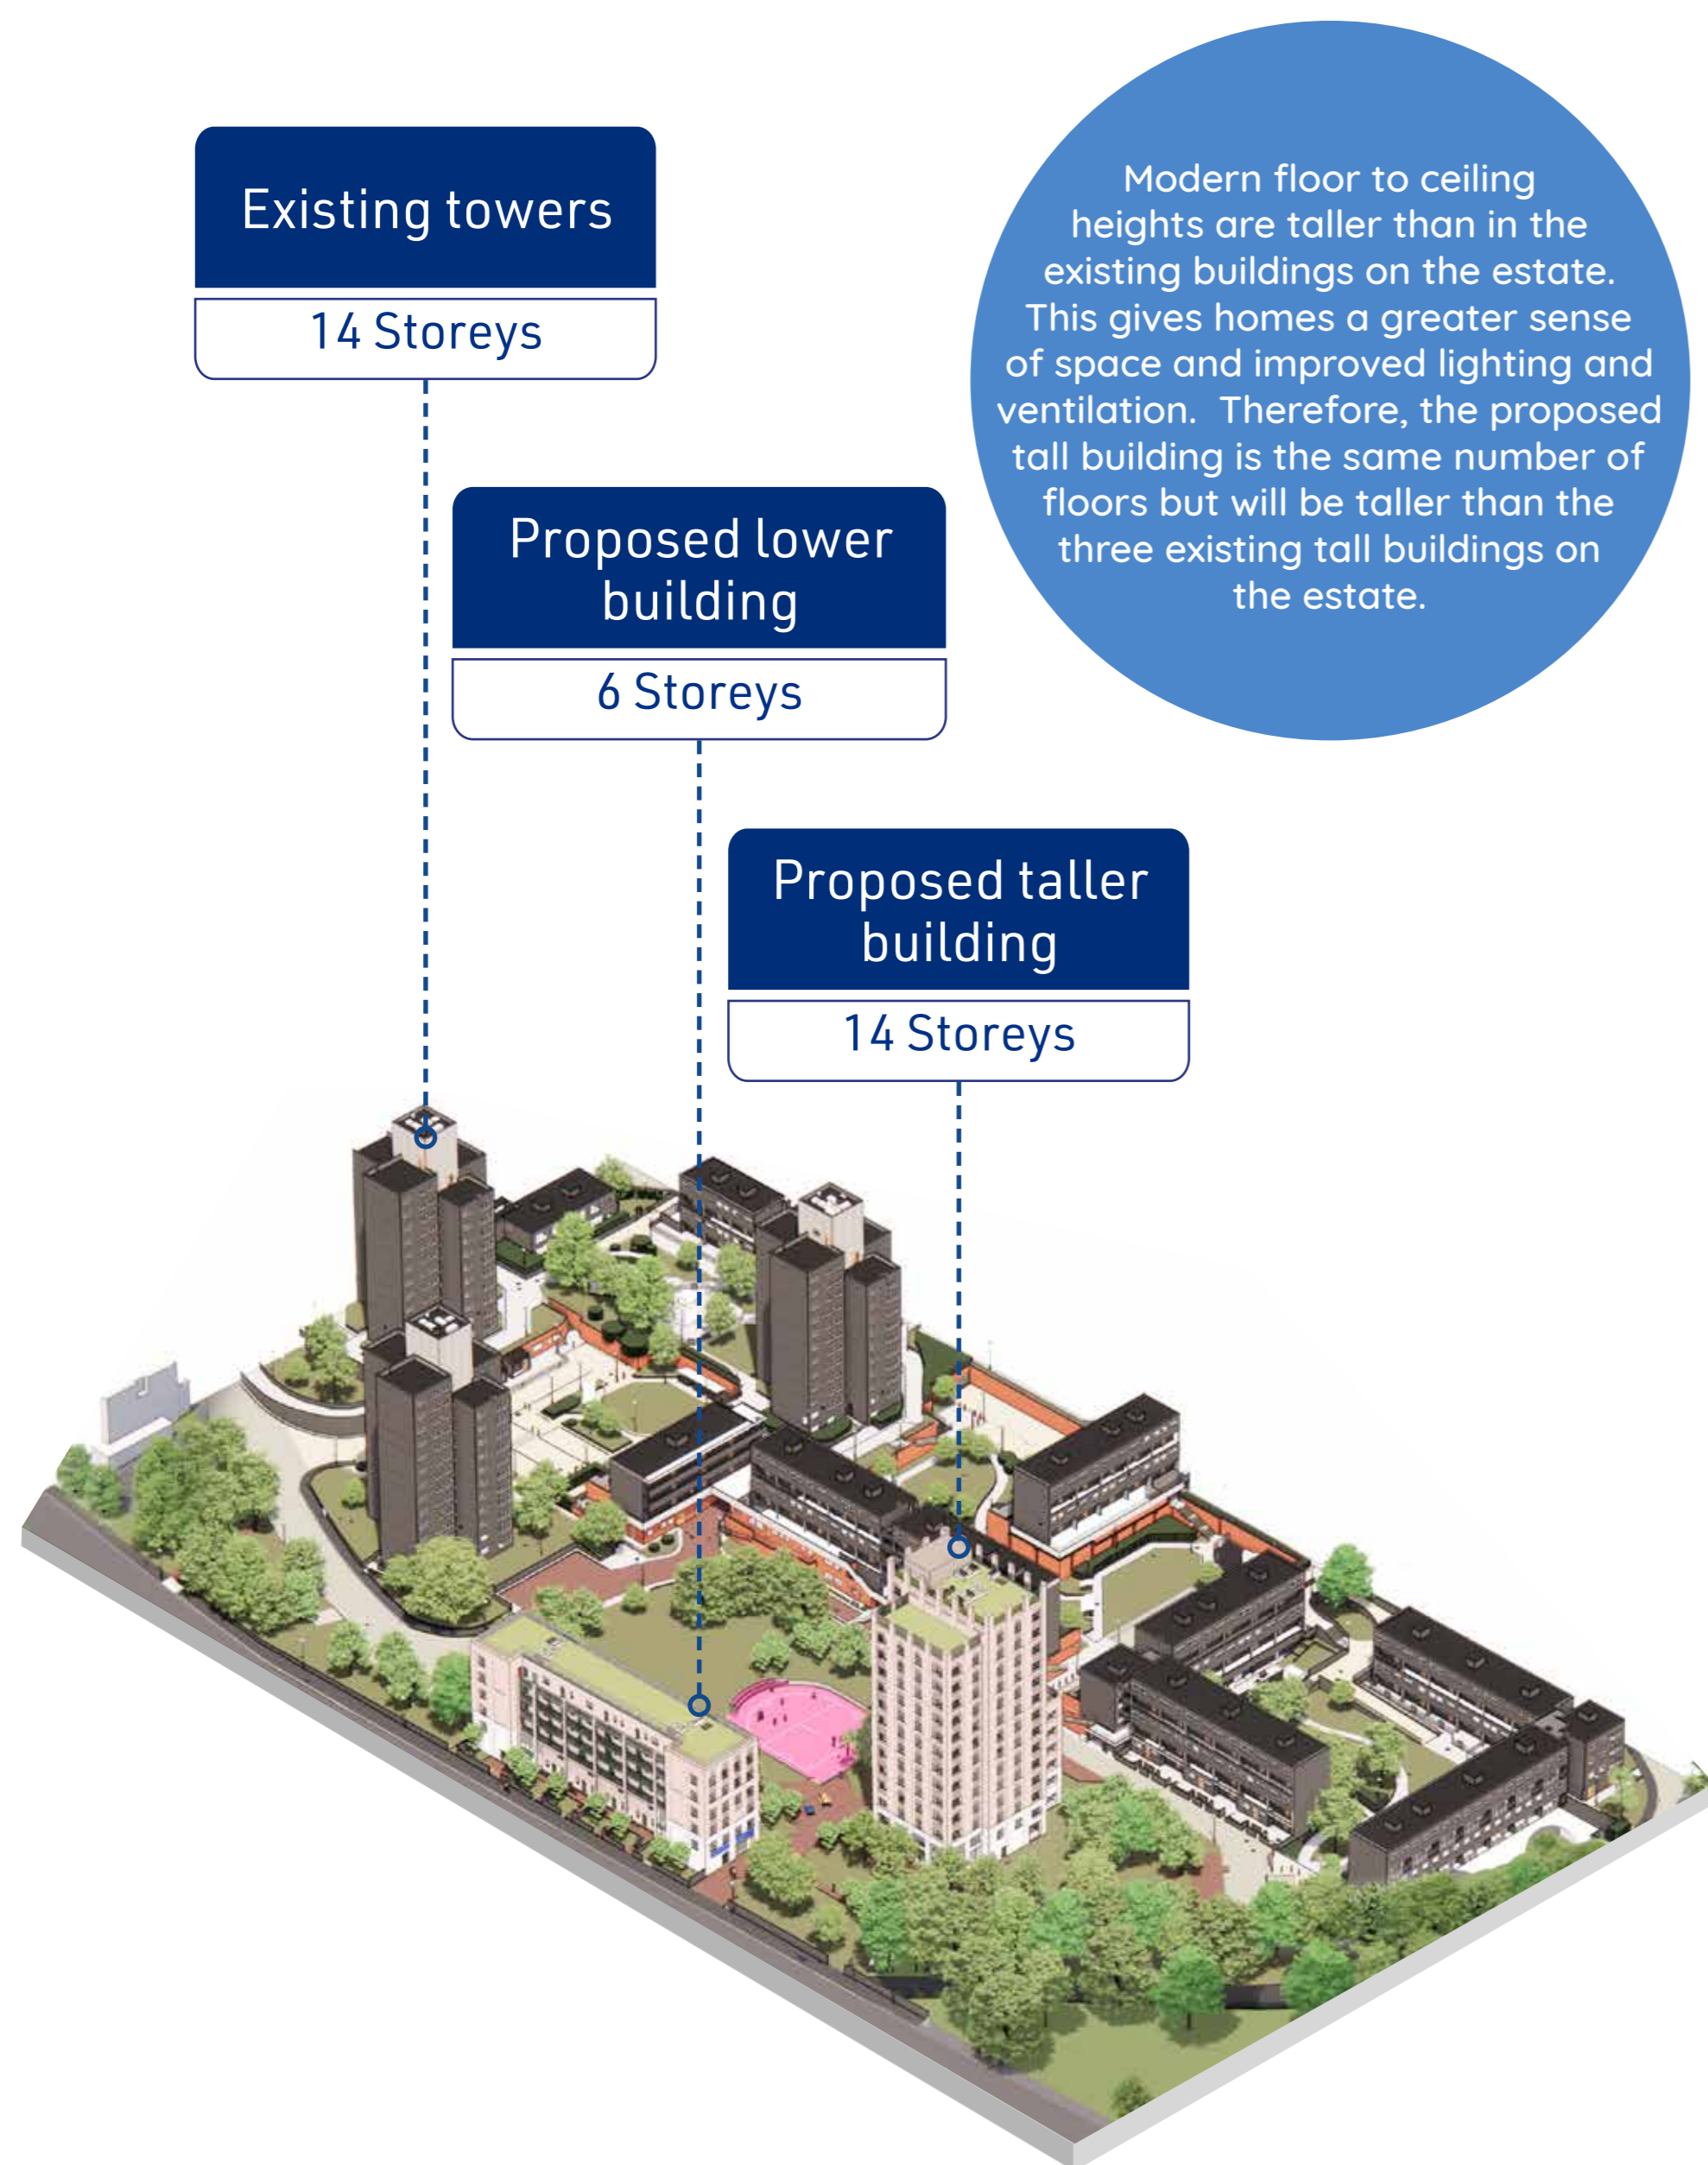 Existing towers
14 Storeys
Modern floor to ceiling
heights are taller than in the
existing buildings on the estate.
This gives homes a greater sense
of space and improved lighting and
ventilation.  Therefore, the proposed
tall building is the same number of
floors but will be taller than the
three existing tall buildings on
the estate.
Proposed lower
building
6 Storeys
Proposed taller
building
14 Storeys